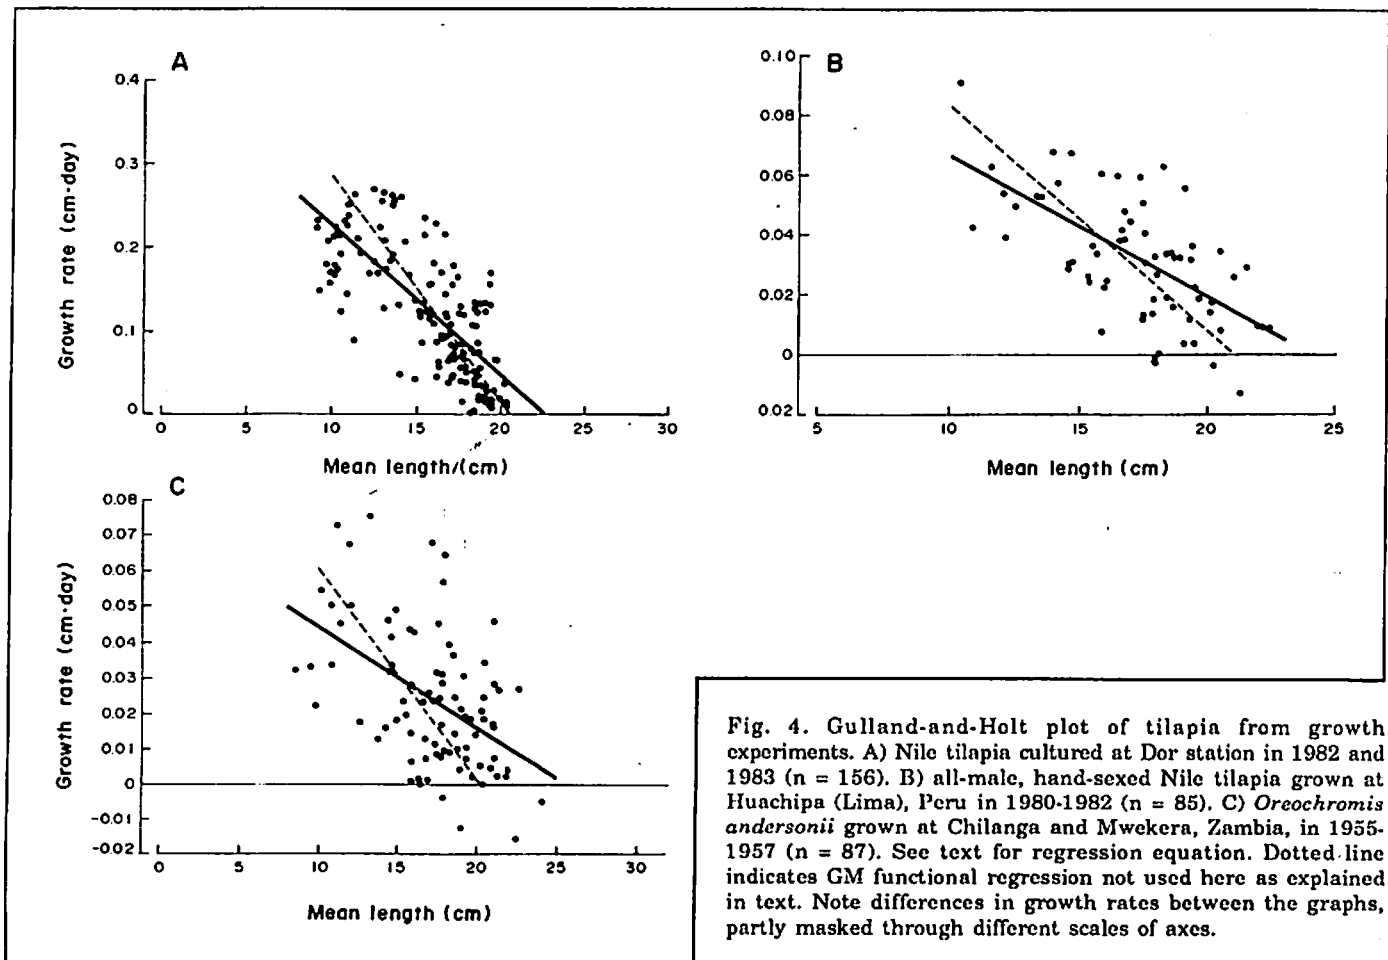 A
0.4
0.3
0.2
0.1
0
Growth rate (cm·day)
0 5 10 15 20 25 30
Mean length/(cm)
B
0.10
0.08
0.06
0.04
0.02
0
0.02
5 10 15 20 25
Mean length (cm)
C
0.08
0.07
0.06
0.05
0.04
0.03
0.02
0.01
0
-0.01
-0.02
Growth rate (cm·day)
0 5 10 15 20 25 30
Mean length (cm)
Fig. 4. Gulland-and-Holt plot of tilapia from growth
experiments. A) Nile tilapia cultured at Dor station in 1982 and
1983 (n = 156). B) all-male, hand-sexed Nile tilapia grown at
Huachipa (Lima), Peru in 1980-1982 (n = 85). C) Oreochromis
andersonii grown at Chilanga and Mwekera, Zambia, in 1955-
1957 (n = 87). See text for regression equation. Dotted line
indicates GM functional regression not used here as explained
in text. Note differences in growth rates between the graphs,
partly masked through different scales of axes.